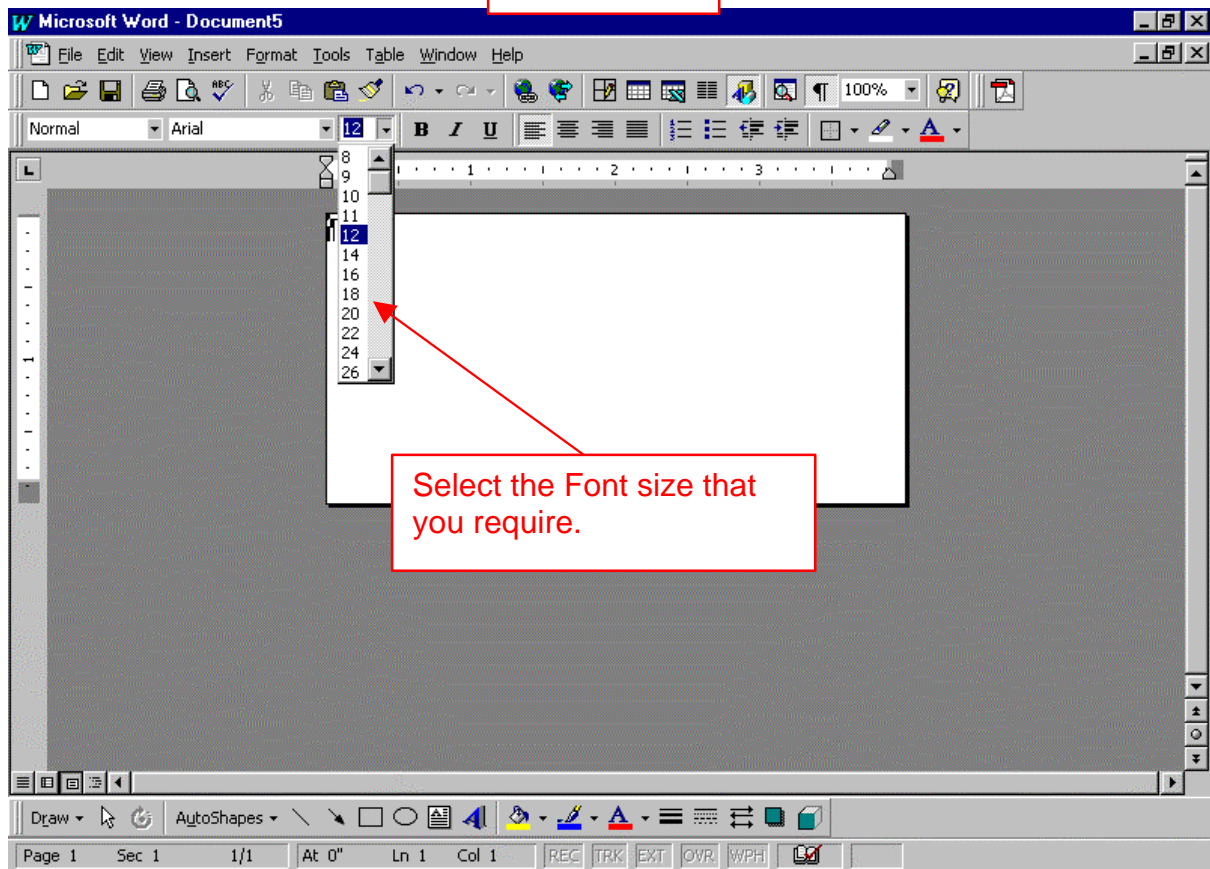 Microsoft Word - Document5
File Edit View Insert Format Tools Table Window Help
ABC 100%
Normal Arial 12 B I U A
L 1 2 3
8
9
10
11
12
14
16
18
20
22
24
26
1
Select the Font size that
you require.
Draw AutoShapes A
Page 1 Sec 1 1/1 At 0" Ln 1 Col 1 REC TRK EXT OVR WPH